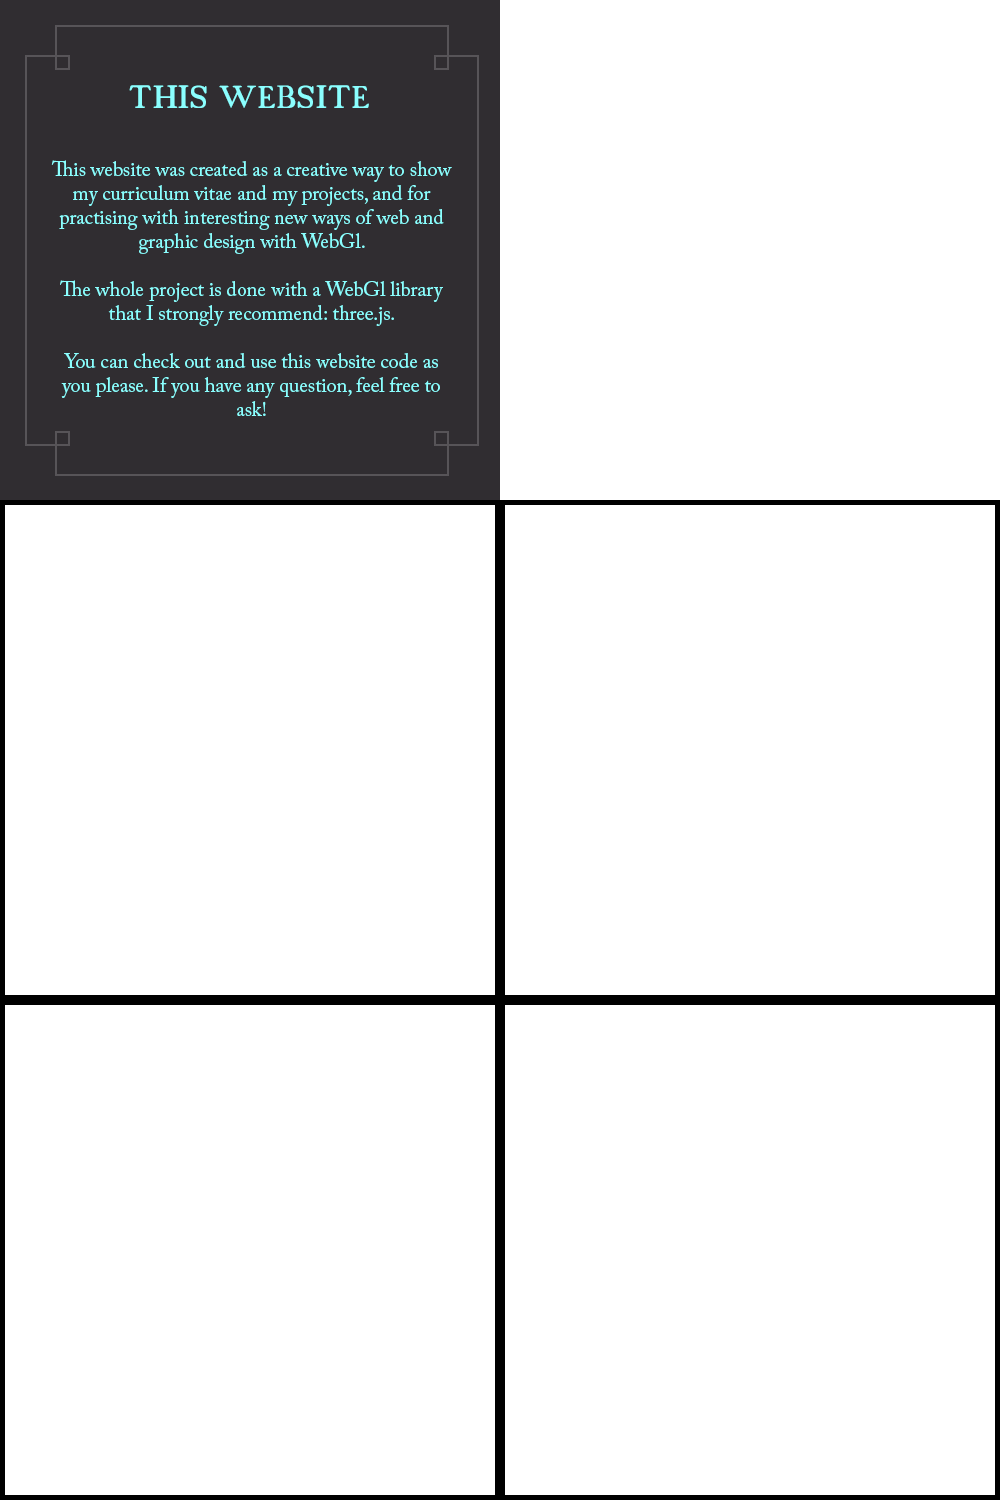 THIS WEBSITE
This website was created as a creative way to show
my curriculum vitae and my projects, and for
practising with interesting new ways of web and
graphic design with WebGl.
The whole project is done with a WebGl library
that I strongly recommend: three.js.
You can check out and use this website code as
you please. If you have any question, feel free to
ask!